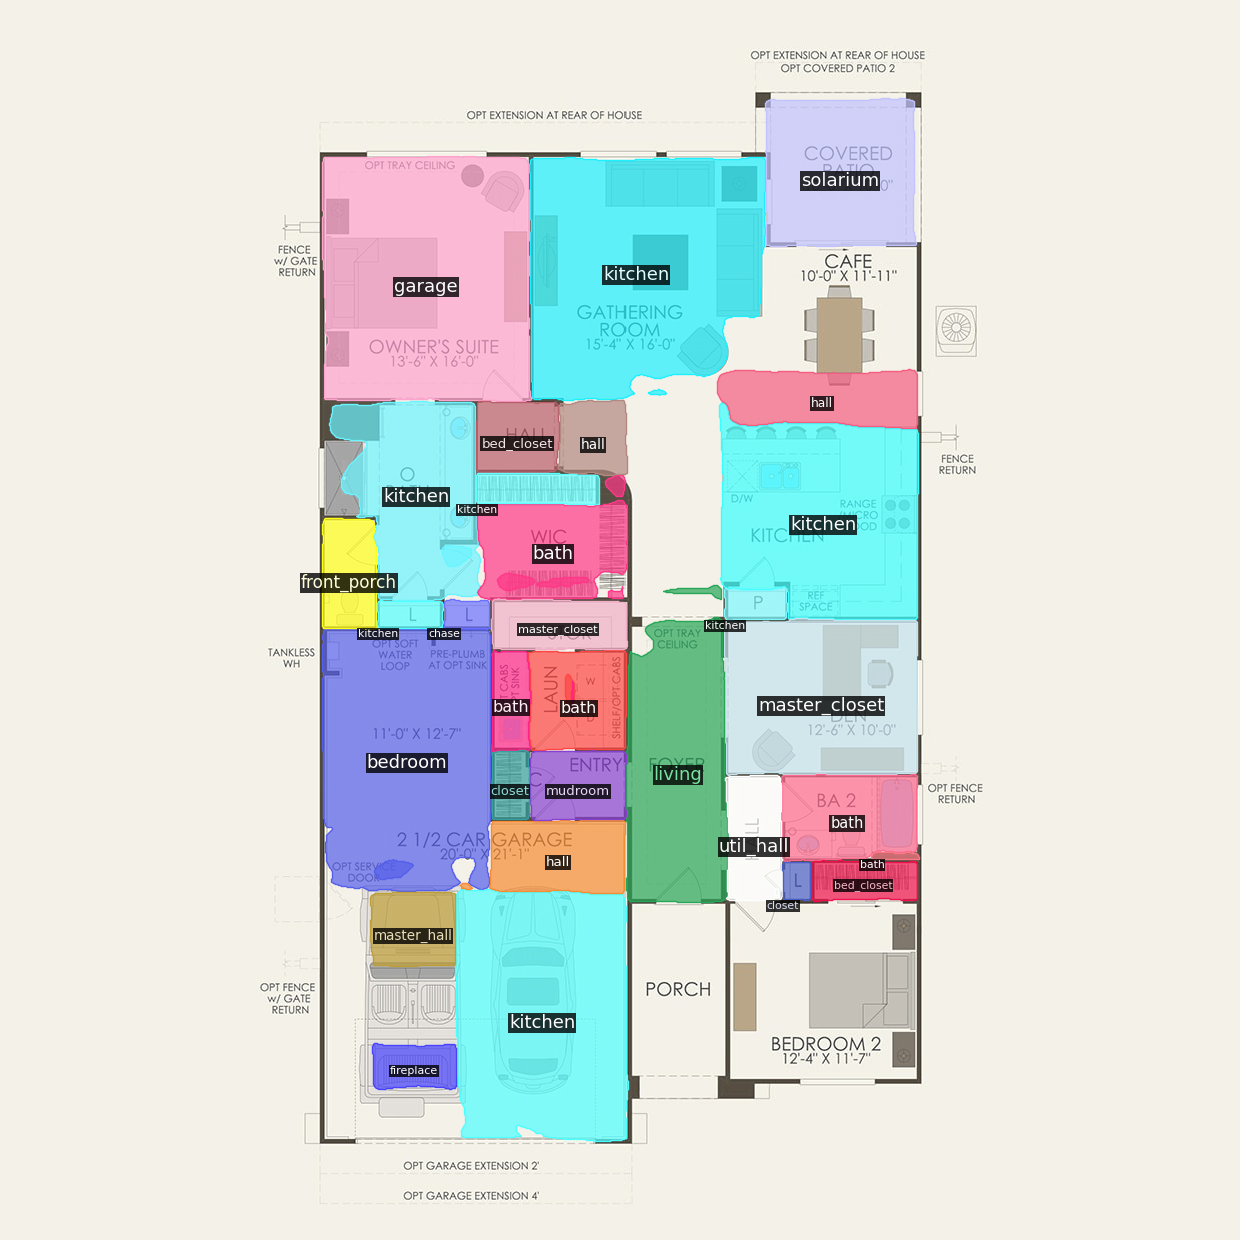 OPT EXTENSION AT REAR OF HOUSE
OPT COVERED PATIO 2
OPT EXTENSION AT REAR OF HOUSE
COVERED
solarium
OPT TRAY CEILING
FENCE
w/ GATE
RETURN
garage
OWNER'S SUITE
13'-6" X 16'-0"
kitchen
GATHERING
ROOM
15'-4" X 16'-0"
CAFE
10'-0" X 11'-11"
hall
bed_closet
hall
FENCE
RETURN
kitchen
kitchen
D/W
RANGE
kitchen
KITCHEN
WIC
bath
front_porch
P
REF
SPACE
L
L
kitchen
chase
master_closet
kitchen
OPT TRAY
CEILING
TANKLESS
WH
OPT SOFT
WATER
LOOP
PRE-PLUMB
AT OPT SINK
LAUN
W
SHELF/OPT CABS
bath
bath
master_closet
DEN
12'-6" X 10'-0"
11'-0" X 12'-7"
bedroom
ENTRY
closet
mudroom
FOYER
living
OPT FENCE
RETURN
BA 2
bath
util_hall
2 1/2 CAR GARAGE
20'-0" X 21'-1"
hall
OPT SERVICE
DOOR
bath
L
bed_closet
closet
master_hall
OPT FENCE
w/ GATE
RETURN
kitchen
fireplace
PORCH
BEDROOM 2
12'-4" X 11'-7"
OPT GARAGE EXTENSION 2'
OPT GARAGE EXTENSION 4'